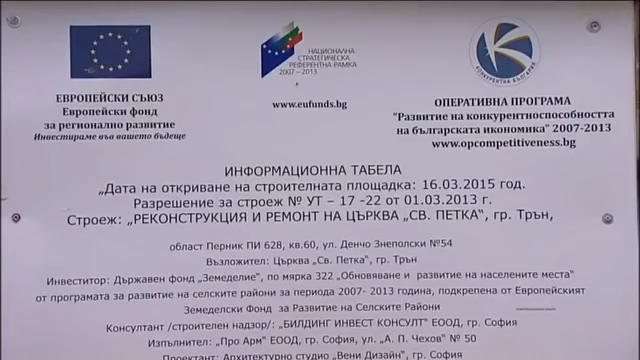 ЕВРОПЕЙСКИ СЪЮЗ
Европейски фонд
за регионално развитие
Инвестираме във вашето бъдеще
НАЦИОНАЛНА
СТРАТЕГИЧЕСКА
РЕФЕРЕНТНА РАМКА
2007 – 2013
www.eufunds.bg
КОНКУРЕНТНА БЪЛГАРИЯ
ОПЕРАТИВНА ПРОГРАМА
"Развитие на конкурентноспособността
на българската икономика" 2007-2013
www.opcompetitiveness.bg
ИНФОРМАЦИОННА ТАБЕЛА
„Дата на откриване на строителната площадка: 16.03.2015 год.
Разрешение за строеж № УТ – 17 -22 от 01.03.2013 г.
Строеж: „РЕКОНСТРУКЦИЯ И РЕМОНТ НА ЦЪРКВА „СВ. ПЕТКА“, гр. Трън,
област Перник ПИ 628, кв.60, ул. Денчо Знеполски №54
Възложител: Църква „Св. Петка“, гр. Трън
Инвеститор: Държавен фонд „Земеделие“, по мярка 322 „Обновяване и развитие на населените места“
от програмата за развитие на селските райони за периода 2007- 2013 година, подкрепена от Европейският
Земеделски Фонд за Развитие на Селските Райони
Консултант /строителен надзор/: „БИЛДИНГ ИНВЕСТ КОНСУЛТ“ ЕООД, гр. София
Изпълнител: „Про Арм“ ЕООД, гр. София, ул. „А. П. Чехов“ № 50
Проектант: Архитектурно студио „Вени Дизайн“, гр. София